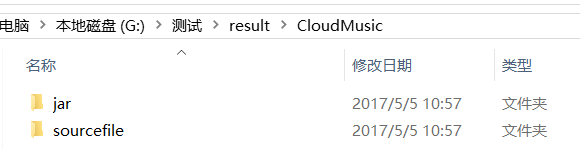 电脑 > 本地磁盘 (G:) > 测试 > result > CloudMusic
名称 修改日期 类型
jar 2017/5/5 10:57 文件夹
sourcefile 2017/5/5 10:57 文件夹